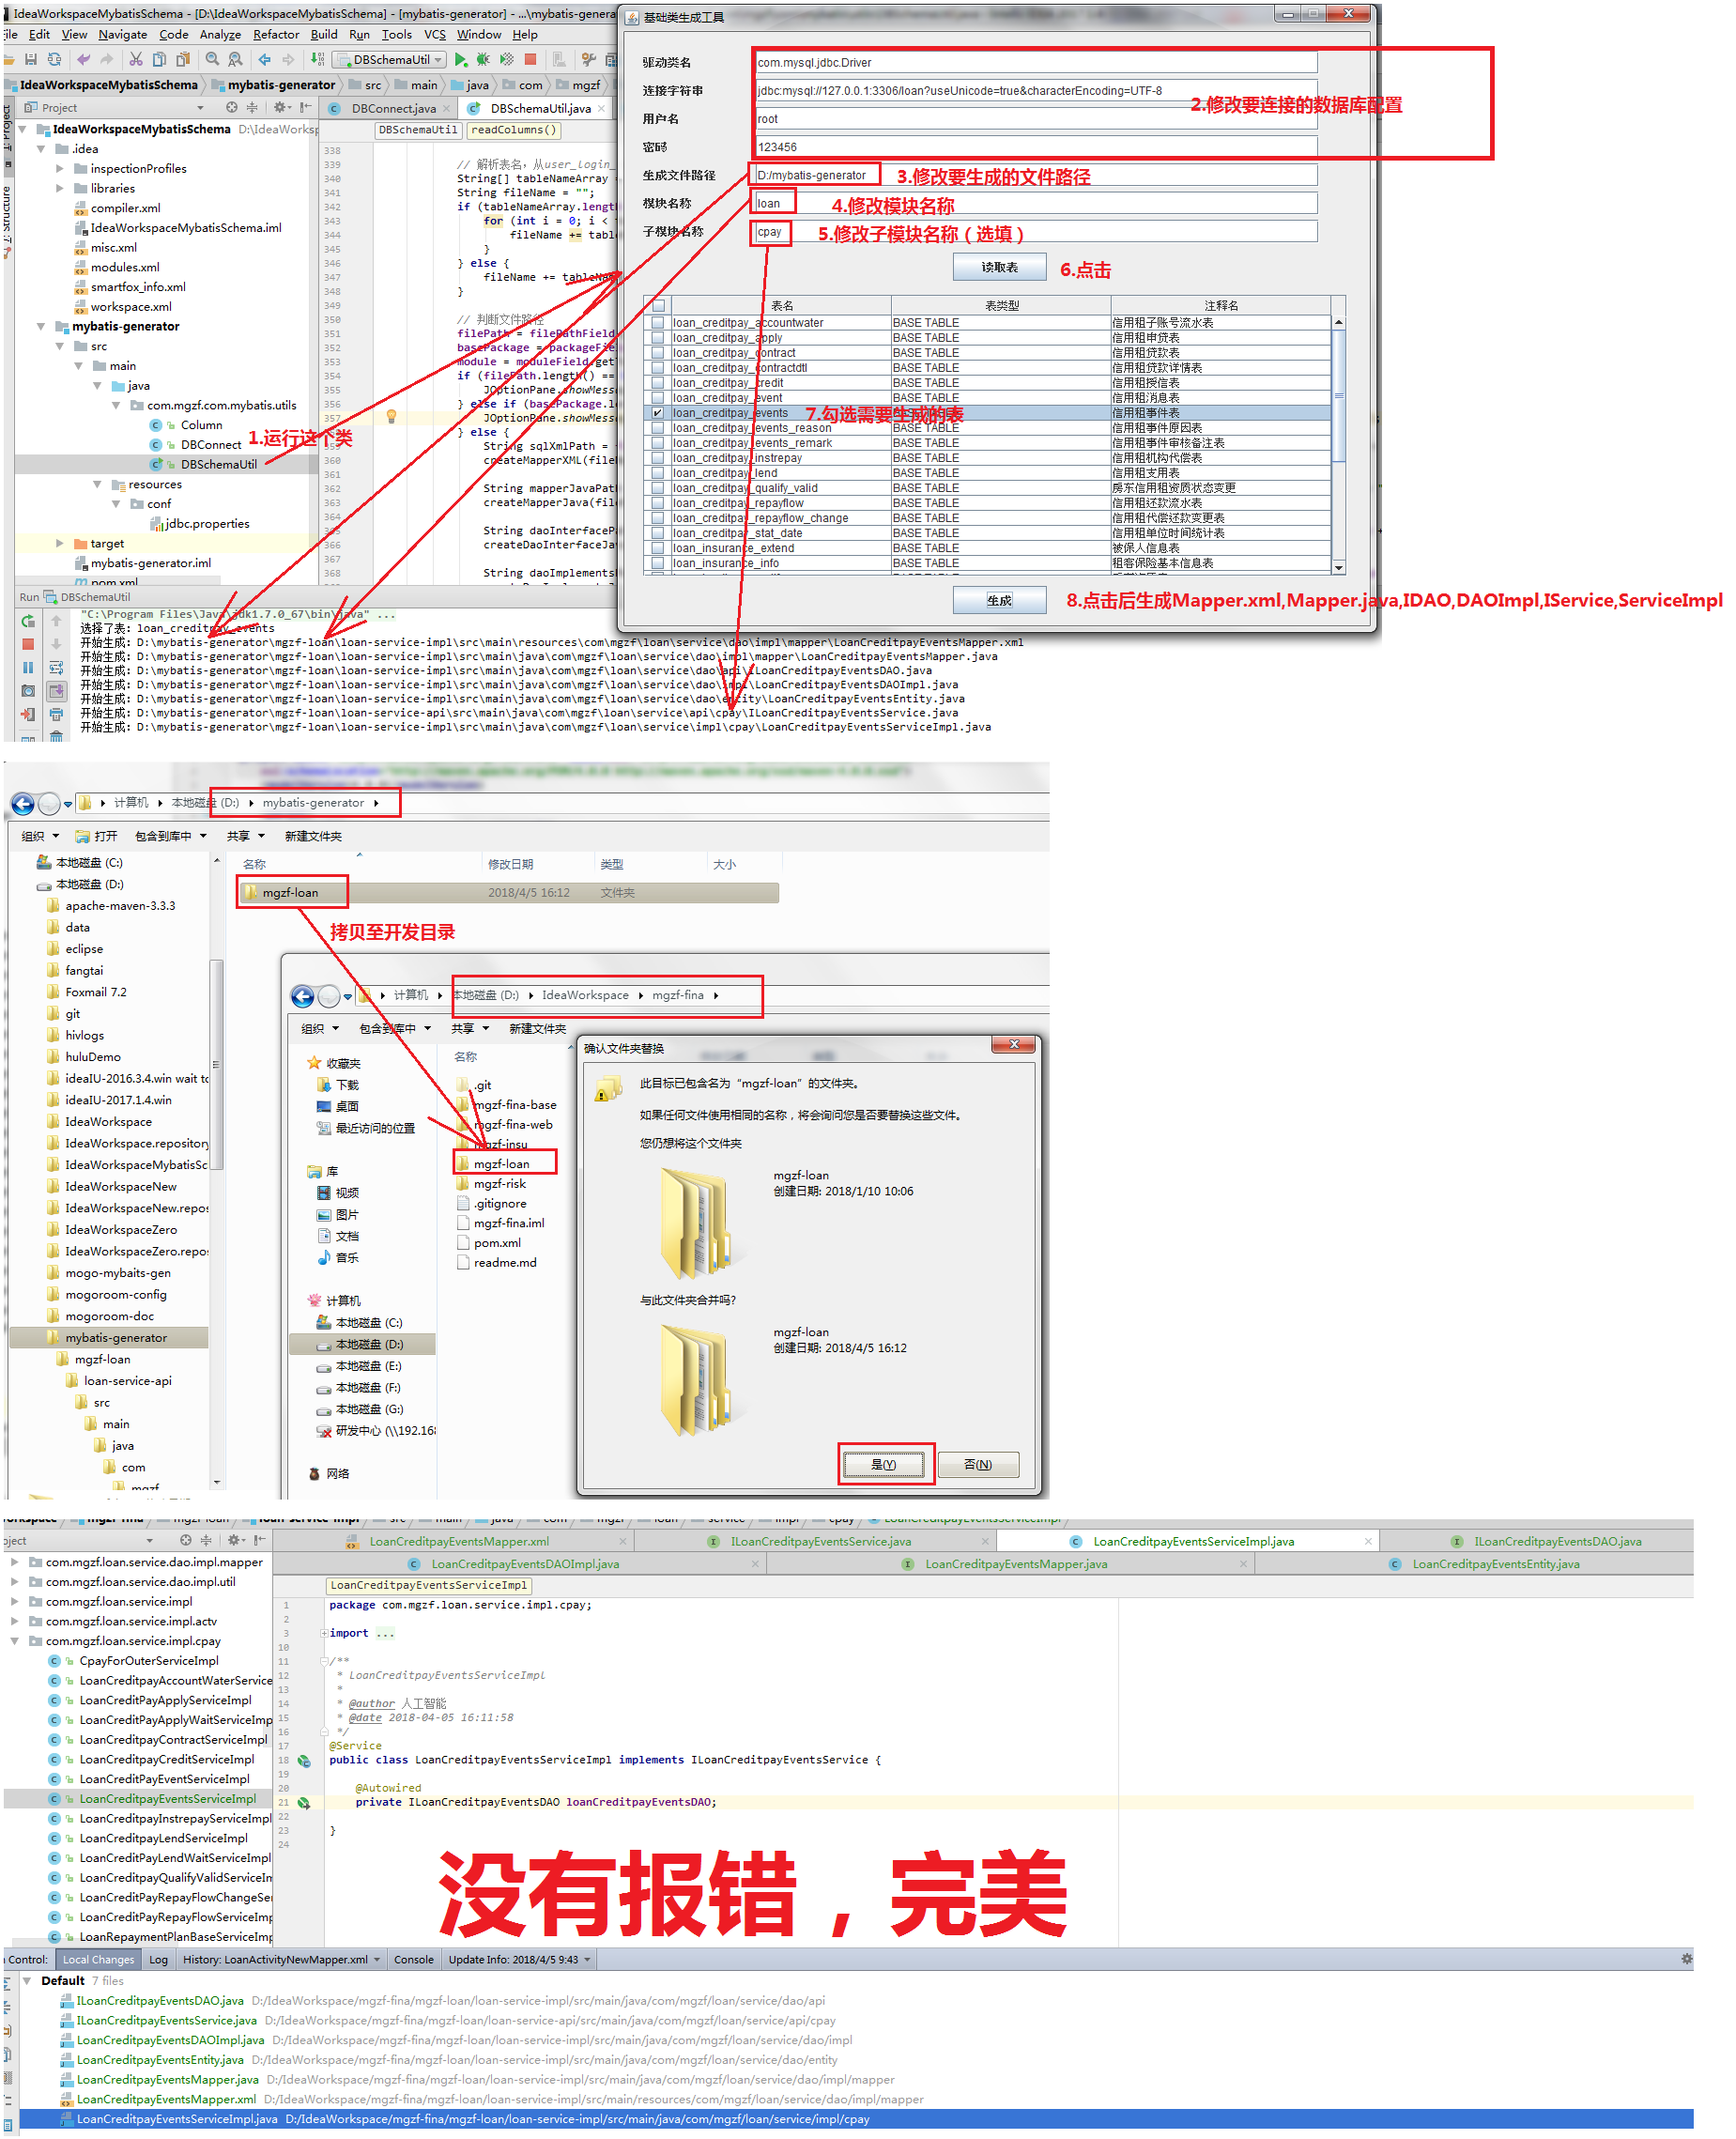 IdeaWorkspaceMybatisSchema - [D:\IdeaWorkspaceMybatisSchema] - [mybatis-generator] - ...\mybatis-gener
File Edit View Navigate Code Analyze Refactor Build Run Tools VCS Window Help
DBSchemaUtil
IdeaWorkspaceMybatisSchema mybatis-generator src main java com mgzf
Project
DBConnect.java DBSchemaUtil.java
DBSchemaUtil readColumns()
IdeaWorkspaceMybatisSchema D:\IdeaWorksp
.idea
inspectionProfiles
libraries
compiler.xml
IdeaWorkspaceMybatisSchema.iml
misc.xml
modules.xml
smartfox_info.xml
workspace.xml
mybatis-generator
src
main
java
com.mgzf.com.mybatis.utils
Column
DBConnect
1.运行这个类
DBSchemaUtil
resources
conf
jdbc.properties
target
mybatis-generator.iml
pom.xml
338
339 // 解析表名，从user_login_
340 String[] tableNameArray
341 String fileName = "";
342 if (tableNameArray.length
343 for (int i = 0; i <
344 fileName += tabl
345 }
346 } else {
347 fileName += tableNam
348 }
349
350 // 判断文件路径
351 filePath = filePathField
352 basePackage = packageFie
353 module = moduleField.get
354 if (filePath.length() ==
355 JOptionPane.showMess
356 } else if (basePackage.l
357 JOptionPane.showMess
} else {
359 String sqlXmlPath =
360 createMapperXML(file
361
362 String mapperJavaPat
363 createMapperJava(fil
364
String daoInterfacePa
366 createDaoInterfaceJa
367
368 String daoImplements
基础类生成工具
驱动类名 com.mysql.jdbc.Driver
连接字符串 jdbc:mysql://127.0.0.1:3306/loan?useUnicode=true&characterEncoding=UTF-8
2.修改要连接的数据库配置
用户名 root
密码 123456
生成文件路径 D:/mybatis-generator 3.修改要生成的文件路径
模块名称 loan 4.修改模块名称
子模块名称 cpay 5.修改子模块名称（选填）
读取表 6.点击
表名 表类型 注释名
loan_creditpay_accountwater BASE TABLE 信用租子账号流水表
loan_creditpay_apply BASE TABLE 信用租申贷表
loan_creditpay_contract BASE TABLE 信用租贷款表
loan_creditpay_contractdtl BASE TABLE 信用租贷款详情表
loan_creditpay_credit BASE TABLE 信用租授信表
loan_creditpay_event BASE TABLE 信用租消息表
loan_creditpay_events BASE TABLE 信用租事件表
7.勾选需要生成的表
loan_creditpay_events_reason BASE TABLE 信用租事件原因表
loan_creditpay_events_remark BASE TABLE 信用租事件审核备注表
loan_creditpay_instrepay BASE TABLE 信用租机构代偿表
loan_creditpay_lend BASE TABLE 信用租支用表
loan_creditpay_qualify_valid BASE TABLE 房东信用租资质状态变更
loan_creditpay_repayflow BASE TABLE 信用租还款流水表
loan_creditpay_repayflow_change BASE TABLE 信用租代偿还款变更表
loan_creditpay_stat_date BASE TABLE 信用租单位时间统计表
loan_insurance_extend BASE TABLE 被保人信息表
loan_insurance_info BASE TABLE 租客保险基本信息表
生成 8.点击后生成Mapper.xml,Mapper.java,IDAO,DAOImpl,IService,ServiceImpl
Run DBSchemaUtil
"C:\Program Files\Java\jdk1.7.0_67\bin\java" ...
选择了表: loan_creditpay_events
开始生成: D:\mybatis-generator\mgzf-loan\loan-service-impl\src\main\resources\com\mgzf\loan\service\dao\impl\mapper\LoanCreditpayEventsMapper.xml
开始生成: D:\mybatis-generator\mgzf-loan\loan-service-impl\src\main\java\com\mgzf\loan\service\dao\impl\mapper\LoanCreditpayEventsMapper.java
开始生成: D:\mybatis-generator\mgzf-loan\loan-service-impl\src\main\java\com\mgzf\loan\service\dao\api\ILoanCreditpayEventsDAO.java
开始生成: D:\mybatis-generator\mgzf-loan\loan-service-impl\src\main\java\com\mgzf\loan\service\dao\impl\LoanCreditpayEventsDAOImpl.java
开始生成: D:\mybatis-generator\mgzf-loan\loan-service-impl\src\main\java\com\mgzf\loan\service\dao\entity\LoanCreditpayEventsEntity.java
开始生成: D:\mybatis-generator\mgzf-loan\loan-service-api\src\main\java\com\mgzf\loan\service\api\cpay\ILoanCreditpayEventsService.java
开始生成: D:\mybatis-generator\mgzf-loan\loan-service-impl\src\main\java\com\mgzf\loan\service\impl\cpay\LoanCreditpayEventsServiceImpl.java
计算机 本地磁盘 (D:) mybatis-generator
组织 打开 包含到库中 共享 新建文件夹
本地磁盘 (C:)
本地磁盘 (D:)
apache-maven-3.3.3
data
eclipse
fangtai
Foxmail 7.2
git
hivlogs
huluDemo
ideaIU-2016.3.4.win wait to
ideaIU-2017.1.4.win
IdeaWorkspace
IdeaWorkspace.repository
IdeaWorkspaceMybatisSc
IdeaWorkspaceNew
IdeaWorkspaceNew.repos
IdeaWorkspaceZero
IdeaWorkspaceZero.repos
mogo-mybaits-gen
mogoroom-config
mogoroom-doc
mybatis-generator
mgzf-loan
loan-service-api
src
main
java
com
mgzf
名称 修改日期 类型 大小
mgzf-loan 2018/4/5 16:12 文件夹
拷贝至开发目录
计算机 本地磁盘 (D:) IdeaWorkspace mgzf-fina
组织 包含到库中 共享 新建文件夹
收藏夹
下载
桌面
最近访问的位置
库
视频
图片
文档
音乐
计算机
本地磁盘 (C:)
本地磁盘 (D:)
本地磁盘 (E:)
本地磁盘 (F:)
本地磁盘 (G:)
研发中心 (\\192.168
网络
名称
.git
mgzf-fina-base
mgzf-fina-web
mgzf-insu
mgzf-loan
mgzf-risk
.gitignore
mgzf-fina.iml
pom.xml
readme.md
确认文件夹替换
此目标已包含名为“mgzf-loan”的文件夹。
如果任何文件使用相同的名称，将会询问您是否要替换这些文件。
您仍想将这个文件夹
mgzf-loan
创建日期: 2018/1/10 10:06
与此文件夹合并吗?
mgzf-loan
创建日期: 2018/4/5 16:12
是(Y) 否(N)
LoanCreditpayEventsMapper.xml ILoanCreditpayEventsService.java LoanCreditpayEventsServiceImpl.java ILoanCreditpayEventsDAO.java
LoanCreditpayEventsDAOImpl.java LoanCreditpayEventsMapper.java LoanCreditpayEventsEntity.java
com.mgzf.loan.service.dao.impl.mapper
com.mgzf.loan.service.dao.impl.util
com.mgzf.loan.service.impl
com.mgzf.loan.service.impl.actv
com.mgzf.loan.service.impl.cpay
CpayForOuterServiceImpl
LoanCreditpayAccountWaterService
LoanCreditPayApplyServiceImpl
LoanCreditPayApplyWaitServiceImp
LoanCreditpayContractServiceImpl
LoanCreditpayCreditServiceImpl
LoanCreditPayEventServiceImpl
LoanCreditpayEventsServiceImpl
LoanCreditpayInstrepayServiceImpl
LoanCreditpayLendServiceImpl
LoanCreditPayLendWaitServiceImpl
LoanCreditpayQualifyValidServiceIm
LoanCreditPayRepayFlowChangeSer
LoanCreditPayRepayFlowServiceImp
LoanRepaymentPlanBaseServiceImp
LoanCreditpayEventsServiceImpl
1 package com.mgzf.loan.service.impl.cpay;
2
3 import ...
10
11 /**
12 * LoanCreditpayEventsServiceImpl
13 *
14 * @author 人工智能
15 * @date 2018-04-05 16:11:58
16 */
17 @Service
18 public class LoanCreditpayEventsServiceImpl implements ILoanCreditpayEventsService {
19
20 @Autowired
21 private ILoanCreditpayEventsDAO loanCreditpayEventsDAO;
22
23 }
24
没有报错，完美
Control: Local Changes Log History: LoanActivityNewMapper.xml Console Update Info: 2018/4/5 9:43
Default 7 files
ILoanCreditpayEventsDAO.java D:/IdeaWorkspace/mgzf-fina/mgzf-loan/loan-service-impl/src/main/java/com/mgzf/loan/service/dao/api
ILoanCreditpayEventsService.java D:/IdeaWorkspace/mgzf-fina/mgzf-loan/loan-service-api/src/main/java/com/mgzf/loan/service/api/cpay
LoanCreditpayEventsDAOImpl.java D:/IdeaWorkspace/mgzf-fina/mgzf-loan/loan-service-impl/src/main/java/com/mgzf/loan/service/dao/impl
LoanCreditpayEventsEntity.java D:/IdeaWorkspace/mgzf-fina/mgzf-loan/loan-service-impl/src/main/java/com/mgzf/loan/service/dao/entity
LoanCreditpayEventsMapper.java D:/IdeaWorkspace/mgzf-fina/mgzf-loan/loan-service-impl/src/main/java/com/mgzf/loan/service/dao/impl/mapper
LoanCreditpayEventsMapper.xml D:/IdeaWorkspace/mgzf-fina/mgzf-loan/loan-service-impl/src/main/resources/com/mgzf/loan/service/dao/impl/mapper
LoanCreditpayEventsServiceImpl.java D:/IdeaWorkspace/mgzf-fina/mgzf-loan/loan-service-impl/src/main/java/com/mgzf/loan/service/impl/cpay